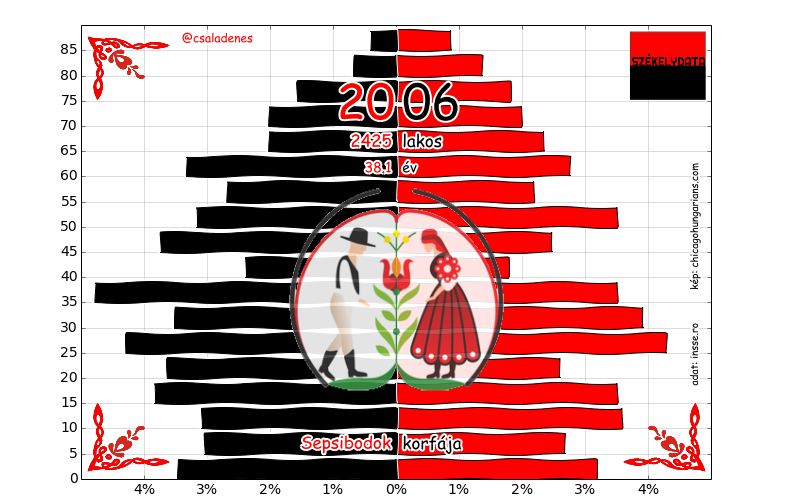 @csaladenes
SZÉKELYDATA
2006
2425 lakos
38.1 év
kép: chicagohungarians.com
adat: insse.ro
Sepsibodok korfája
85
80
75
70
65
60
55
50
45
40
35
30
25
20
15
10
5
0
4% 3% 2% 1% 0% 1% 2% 3% 4%